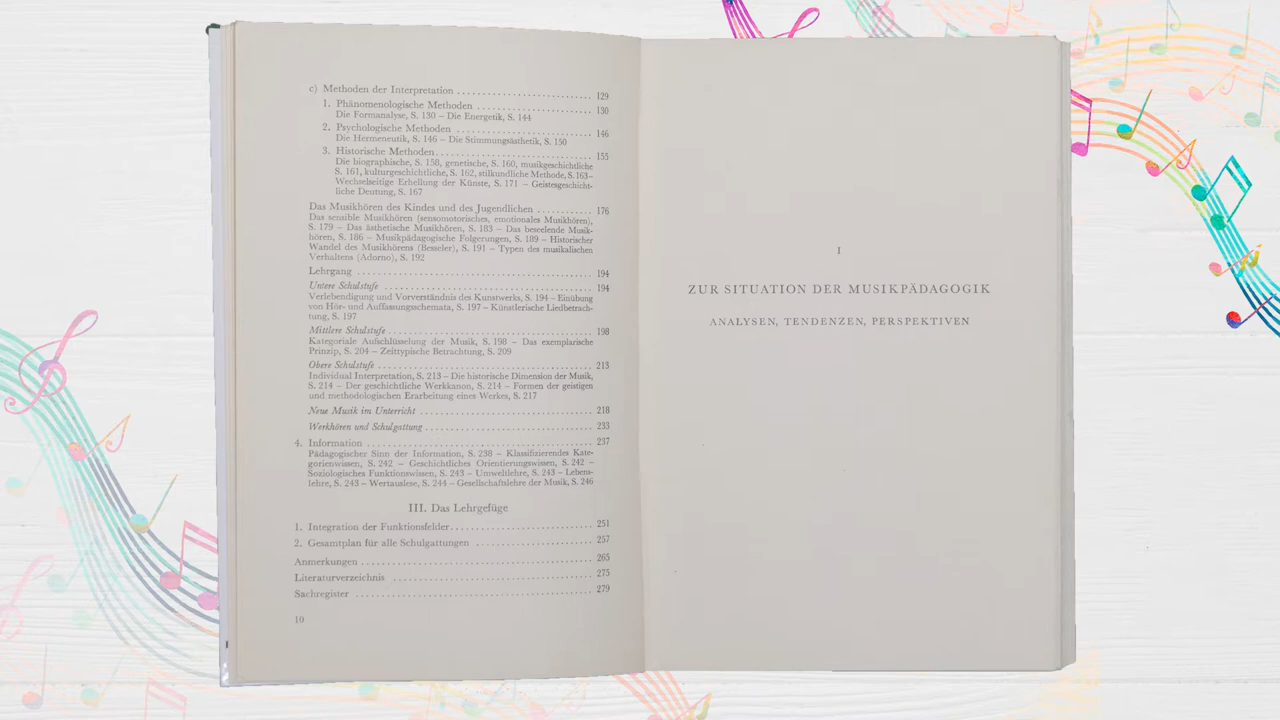 c) Methoden der Interpretation ........................ 129
1. Phänomenologische Methoden .................... 130
Die Formanalyse, S. 130 – Die Energetik, S. 144
2. Psychologische Methoden ........................ 146
Die Hermeneutik, S. 146 – Die Stimmungsästhetik, S. 150
3. Historische Methoden........................... 155
Die biographische, S. 158, genetische, S. 160, musikgeschichtliche
S. 161, kulturgeschichtliche, S. 162, stilkundliche Methode, S. 163–
Wechselseitige Erhellung der Künste, S. 171 – Geistesgeschicht-
liche Deutung, S. 167
Das Musikhören des Kindes und des Jugendlichen .......... 176
Das sensible Musikhören (sensomotorisches, emotionales Musikhören),
S. 179 – Das ästhetische Musikhören, S. 183 – Das beseelende Musik-
hören, S. 186 – Musikpädagogische Folgerungen, S. 189 – Historischer
Wandel des Musikhörens (Besseler), S. 191 – Typen des musikalischen
Verhaltens (Adorno), S. 192
Lehrgang ........................................ 194
Untere Schulstufe ..................................... 194
Verlebendigung und Vorverständnis des Kunstwerks, S. 194 – Einübung
von Hör- und Auffassungsschemata, S. 197 – Künstlerische Liedbetrach-
tung, S. 197
Mittlere Schulstufe ................................... 198
Kategoriale Aufschlüsselung der Musik, S. 198 – Das exemplarische
Prinzip, S. 204 – Zeittypische Betrachtung, S. 209
Obere Schulstufe ...................................... 213
Individual Interpretation, S. 213 – Die historische Dimension der Musik,
S. 214 – Der geschichtliche Werkkanon, S. 214 – Formen der geistigen
und methodologischen Erarbeitung eines Werkes, S. 217
Neue Musik im Unterricht .............................. 218
Werkhören und Schulgattung ............................. 233
4. Information ........................................ 237
Pädagogischer Sinn der Information, S. 238 – Klassifizierendes Kate-
gorienwissen, S. 242 – Geschichtliches Orientierungswissen, S. 242 –
Soziologisches Funktionswissen, S. 243 – Umweltlehre, S. 243 – Lebens-
lehre, S. 243 – Wertauslese, S. 244 – Gesellschaftslehre der Musik, S. 246
III. Das Lehrgefüge
1. Integration der Funktionsfelder......................... 251
2. Gesamtplan für alle Schulgattungen .................... 257
Anmerkungen ........................................ 265
Literaturverzeichnis .................................. 275
Sachregister ......................................... 279
10
I
ZUR SITUATION DER MUSIKPÄDAGOGIK
ANALYSEN, TENDENZEN, PERSPEKTIVEN